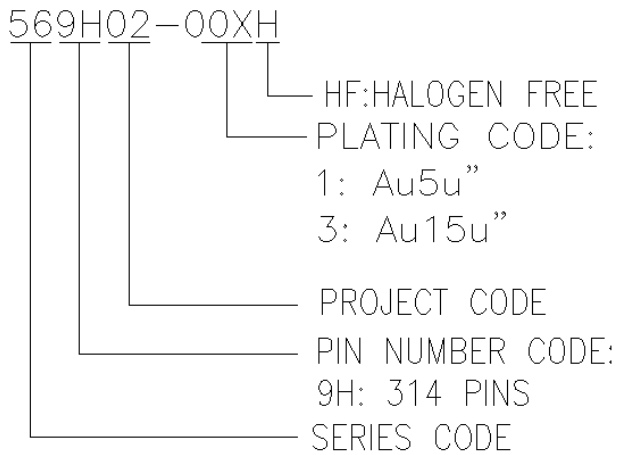 569H02-00XH
HF:HALOGEN FREE
PLATING CODE:
1: Au5u”
3: Au15u”
PROJECT CODE
PIN NUMBER CODE:
9H: 314 PINS
SERIES CODE